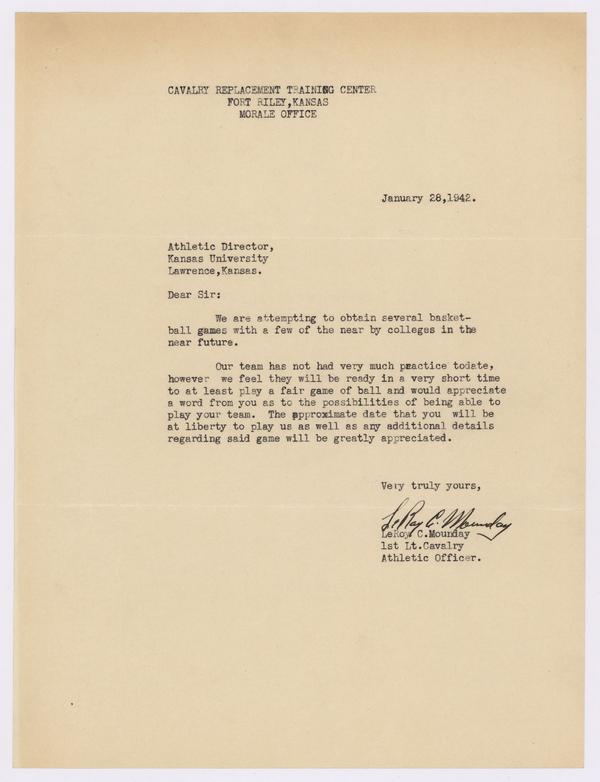 CAVALRY REPLACEMENT TRAINING CENTER
FORT RILEY,KANSAS
MORALE OFFICE
January 28,1942.
Athletic Director,
Kansas University
Lawrence,Kansas.
Dear Sir:
We are attempting to obtain several basket-
ball games with a few of the near by colleges in the
near future.
Our team has not had very much practice todate,
however we feel they will be ready in a very short time
to at least play a fair game of ball and would appreciate
a word from you as to the possibilities of being able to
play your team. The approximate date that you will be
at liberty to play us as well as any additional details
regarding said game will be greatly appreciated.
Very truly yours,
LeRoy C. Mounday
LeRoy C.Mounday
1st Lt.Cavalry
Athletic Officer.